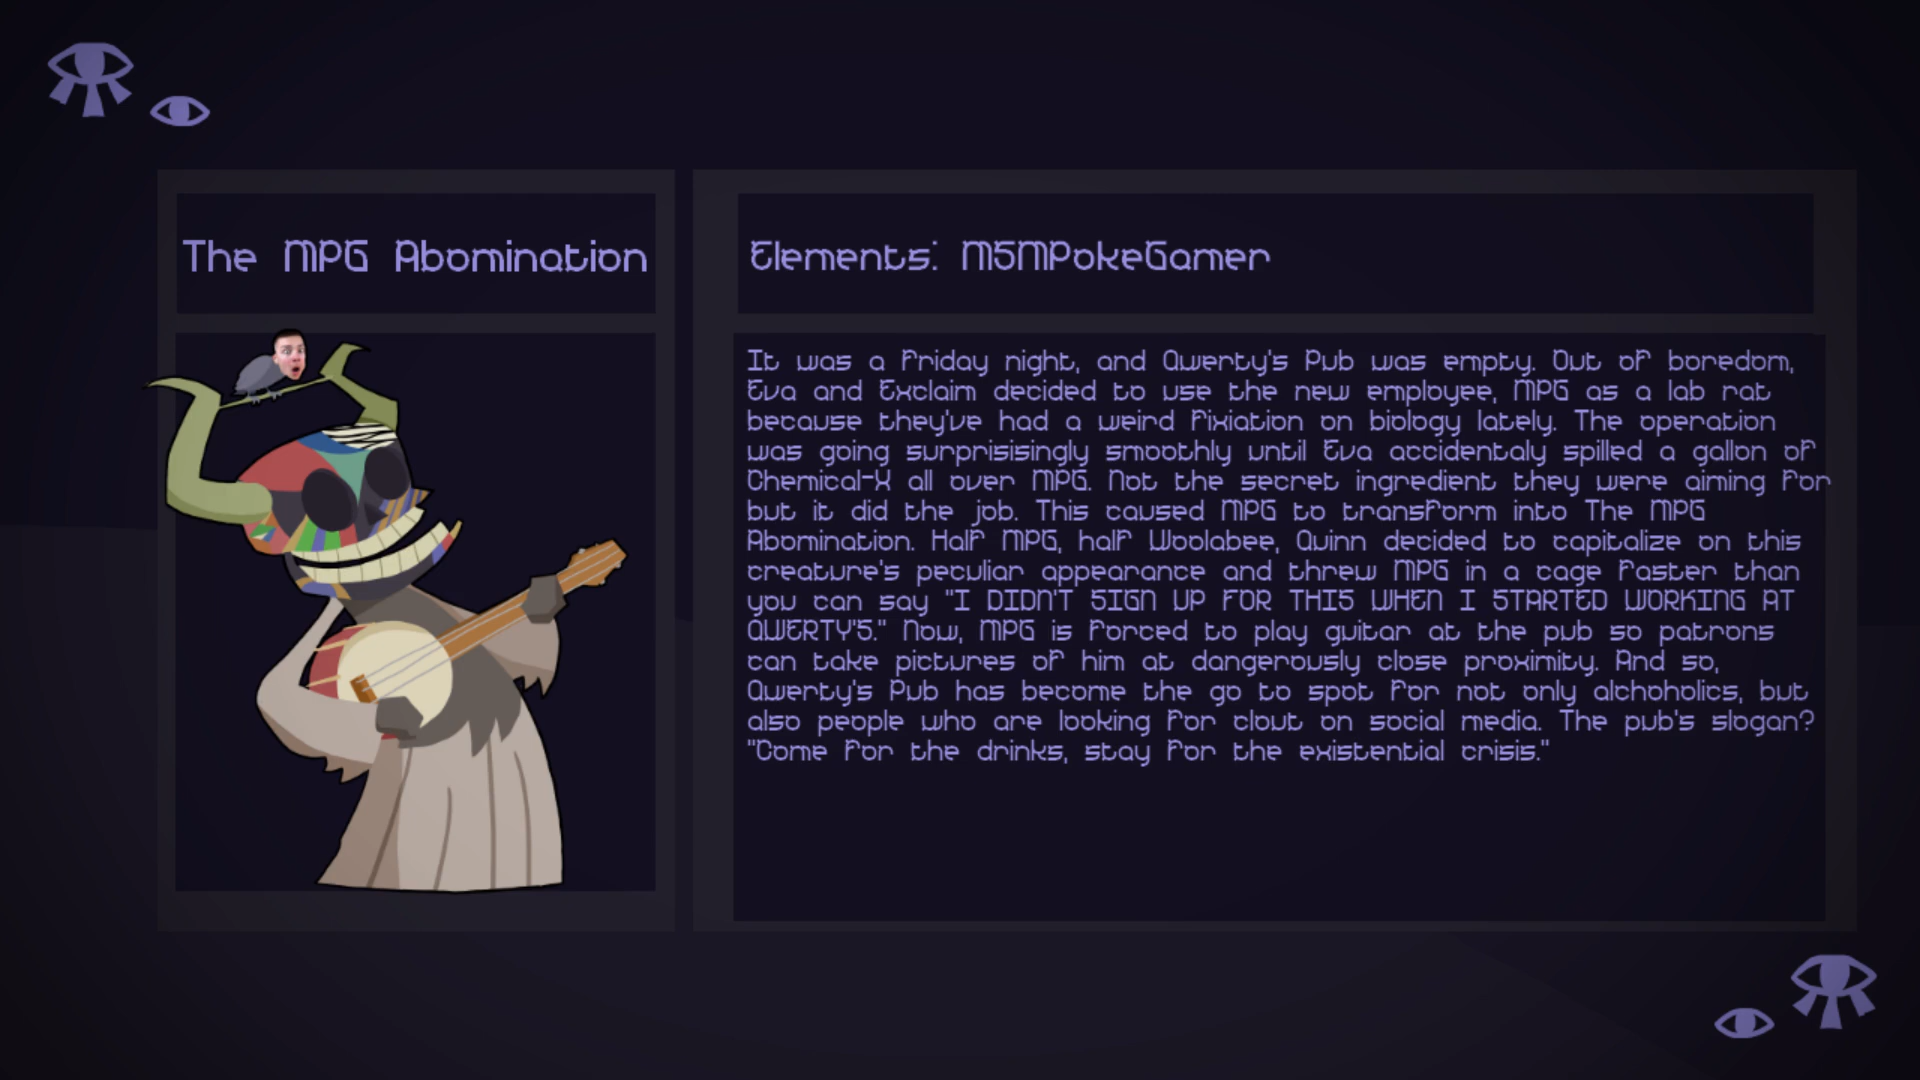 The MPG Abomination
Elements: M5MPokeGamer
It was a Friday night, and Qwerty's Pub was empty. Out of boredom,
Eva and Exclaim decided to use the new employee, MPG as a lab rat
because they've had a weird fixiation on biology lately. The operation
was going surprisisingly smoothly until Eva accidentaly spilled a gallon of
Chemical-X all over MPG. Not the secret ingredient they were aiming for
but it did the job. This caused MPG to transform into The MPG
Abomination. Half MPG, half Woolabee, Quinn decided to capitalize on this
creature's peculiar appearance and threw MPG in a cage faster than
you can say "I DIDN'T SIGN UP FOR THIS WHEN I STARTED WORKING AT
QWERTY'S." Now, MPG is forced to play guitar at the pub so patrons
can take pictures of him at dangerously close proximity. And so,
Qwerty's Pub has become the go to spot for not only alchoholics, but
also people who are looking for clout on social media. The pub's slogan?
"Come for the drinks, stay for the existential crisis."